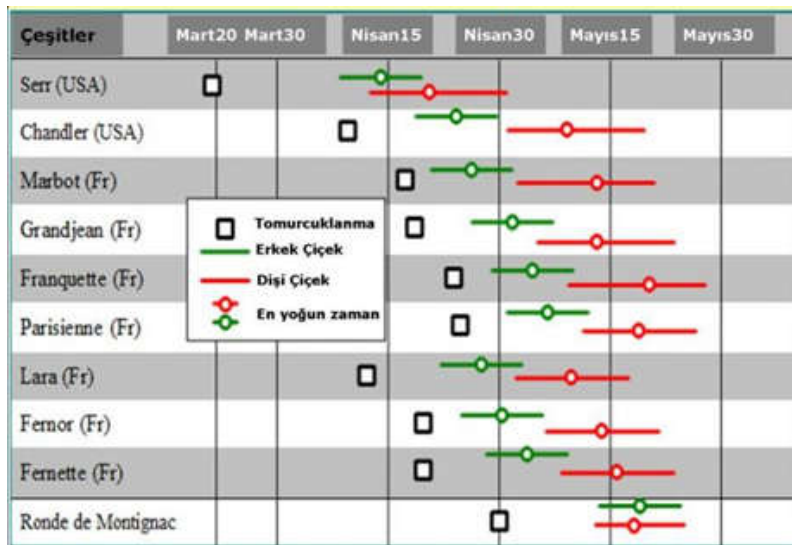 Çeşitler Mart20 Mart30 Nisan15 Nisan30 Mayıs15 Mayıs30
Serr (USA)
Chandler (USA)
Marbot (Fr)
Grandjean (Fr)
Franquette (Fr)
Parisienne (Fr)
Lara (Fr)
Fernor (Fr)
Fernette (Fr)
Ronde de Montignac
Tomurcuklanma
Erkek Çiçek
Dişi Çiçek
En yoğun zaman